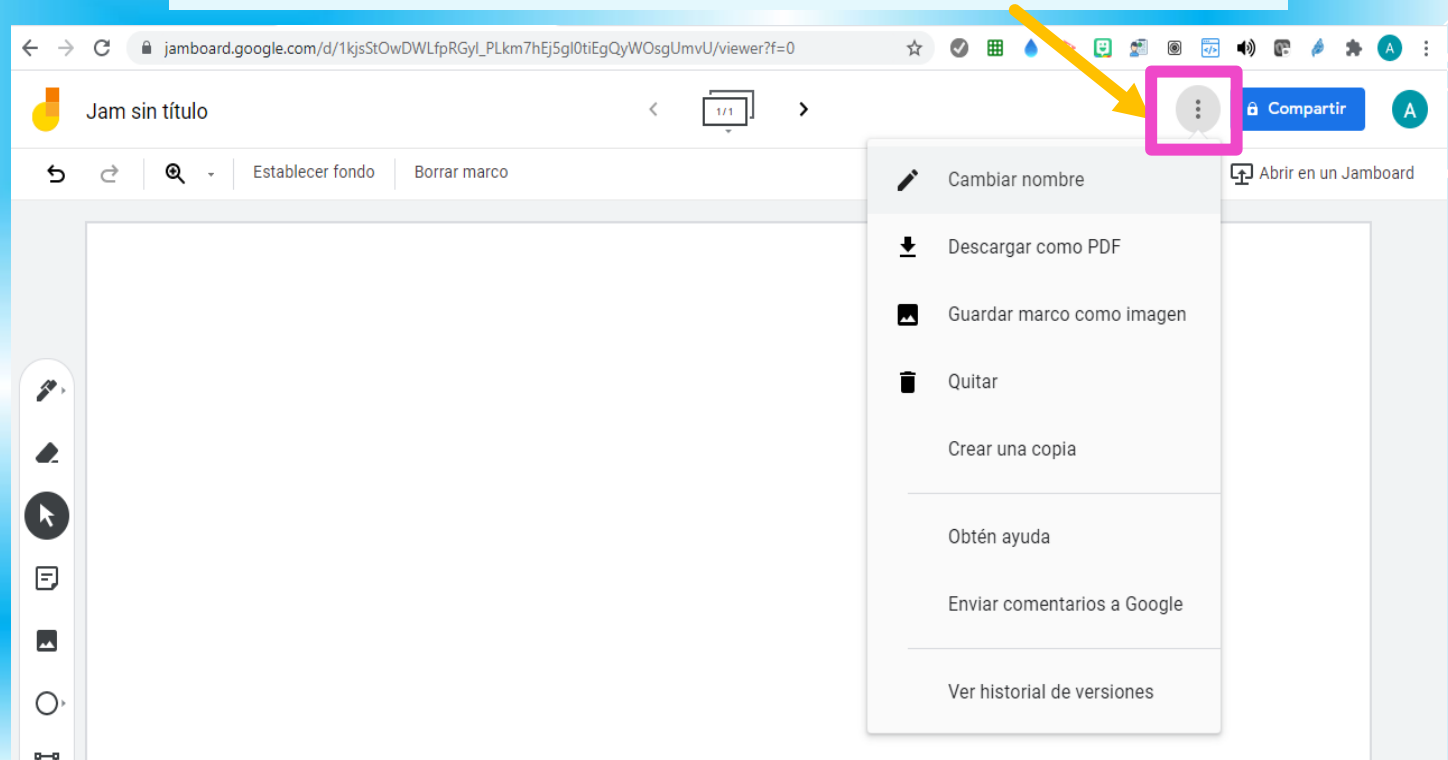 jamboard.google.com/d/1kjsStOwDWLfpRGyl_PLkm7hEj5gl0tiEgQyWOsgUmvU/viewer?f=0
A
Jam sin título
1/1
Compartir
A
Establecer fondo
Borrar marco
Abrir en un Jamboard
Cambiar nombre
Descargar como PDF
Guardar marco como imagen
Quitar
Crear una copia
Obtén ayuda
Enviar comentarios a Google
Ver historial de versiones